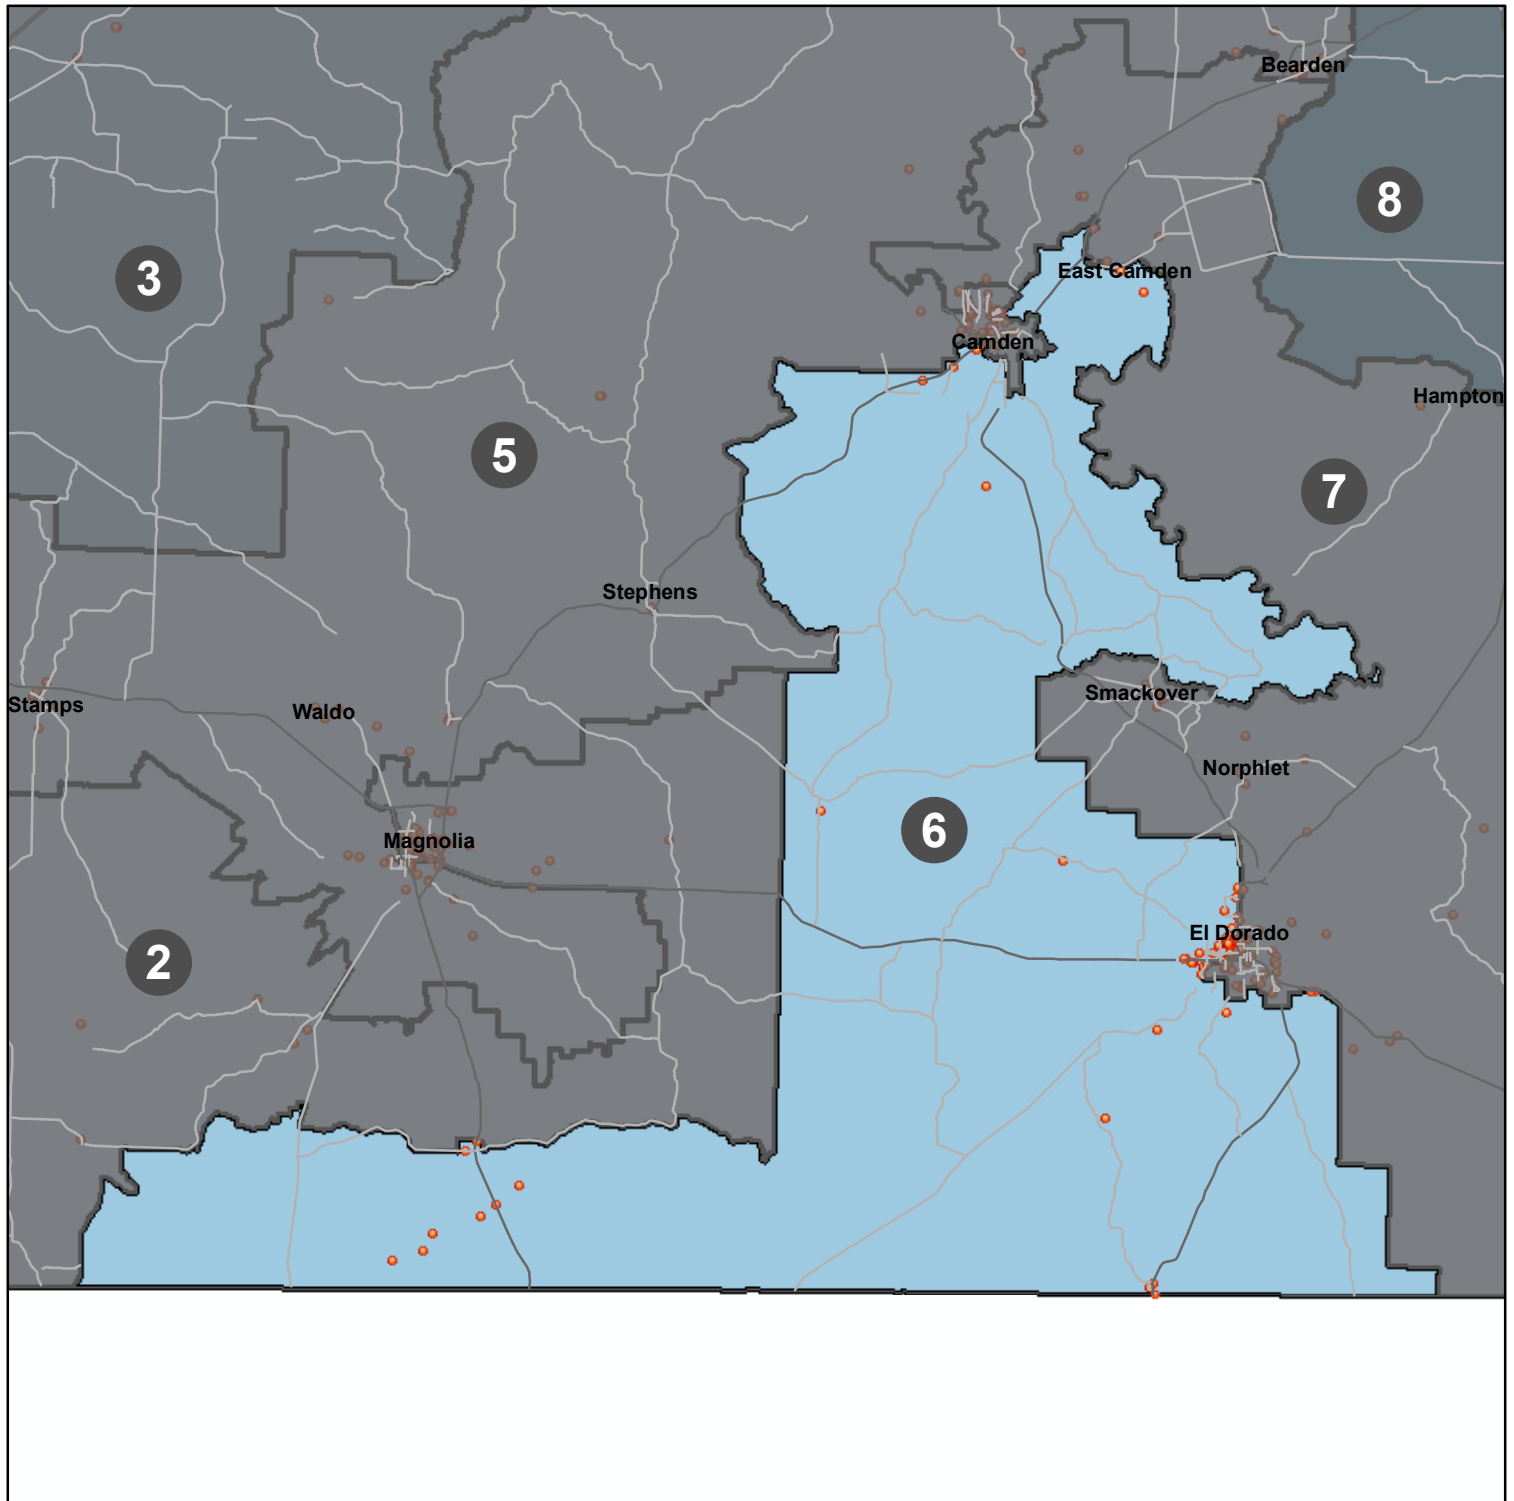 Bearden
8
3
East Camden
Camden
Hampton
5
7
Stephens
Smackover
Stamps
Waldo
Norphlet
6
Magnolia
El Dorado
2